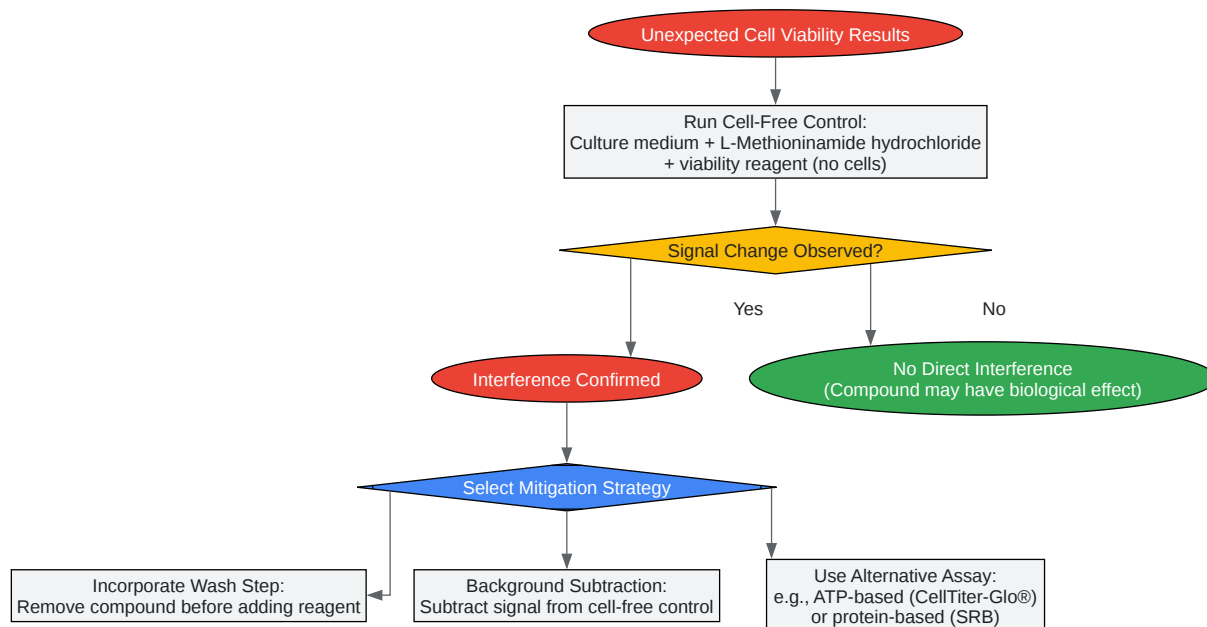 Unexpected Cell Viability Results
Run Cell-Free Control:
Culture medium + L-Methioninamide hydrochloride
+ viability reagent (no cells)
Signal Change Observed?
Yes
No
Interference Confirmed
No Direct Interference
(Compound may have biological effect)
Select Mitigation Strategy
Incorporate Wash Step:
Remove compound before adding reagent
Background Subtraction:
Subtract signal from cell-free control
Use Alternative Assay:
e.g., ATP-based (CellTiter-Glo®)
or protein-based (SRB)